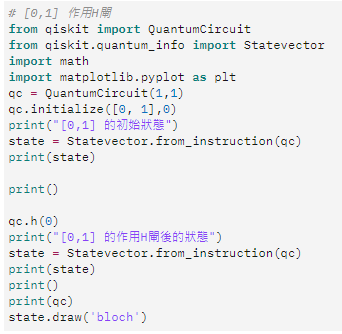 # [0,1] 作用H閘
from qiskit import QuantumCircuit
from qiskit.quantum_info import Statevector
import math
import matplotlib.pyplot as plt
qc = QuantumCircuit(1,1)
qc.initialize([0, 1],0)
print("[0,1] 的初始狀態")
state = Statevector.from_instruction(qc)
print(state)
print()
qc.h(0)
print("[0,1] 的作用H閘後的狀態")
state = Statevector.from_instruction(qc)
print(state)
print()
print(qc)
state.draw('bloch')